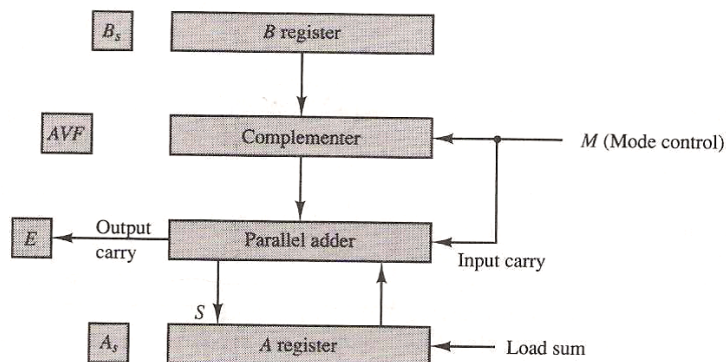 B_s
B register
AVF
Complementer
M (Mode control)
E
Output
carry
Parallel adder
Input carry
S
A_s
A register
Load sum